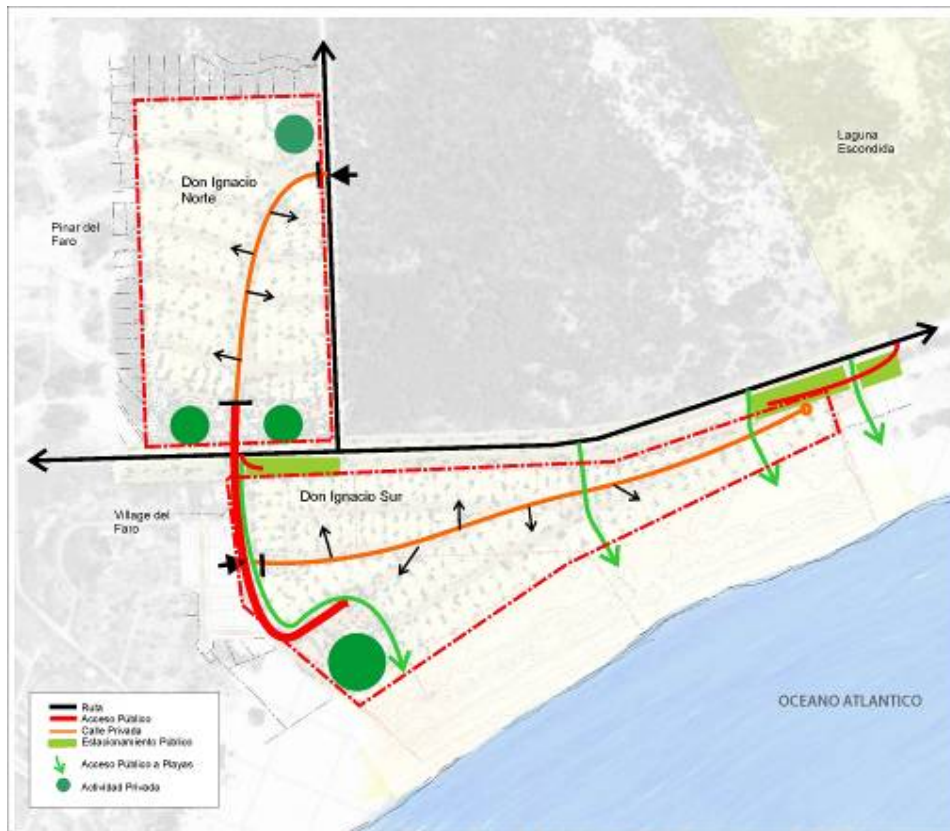 Laguna
Escondida
Don Ignacio
Norte
Pinar del
Faro
Don Ignacio Sur
Village del
Faro
OCEANO ATLANTICO
Ruta
Acceso Público
Calle Privada
Estacionamiento Público
Acceso Público a Playas
Actividad Privada